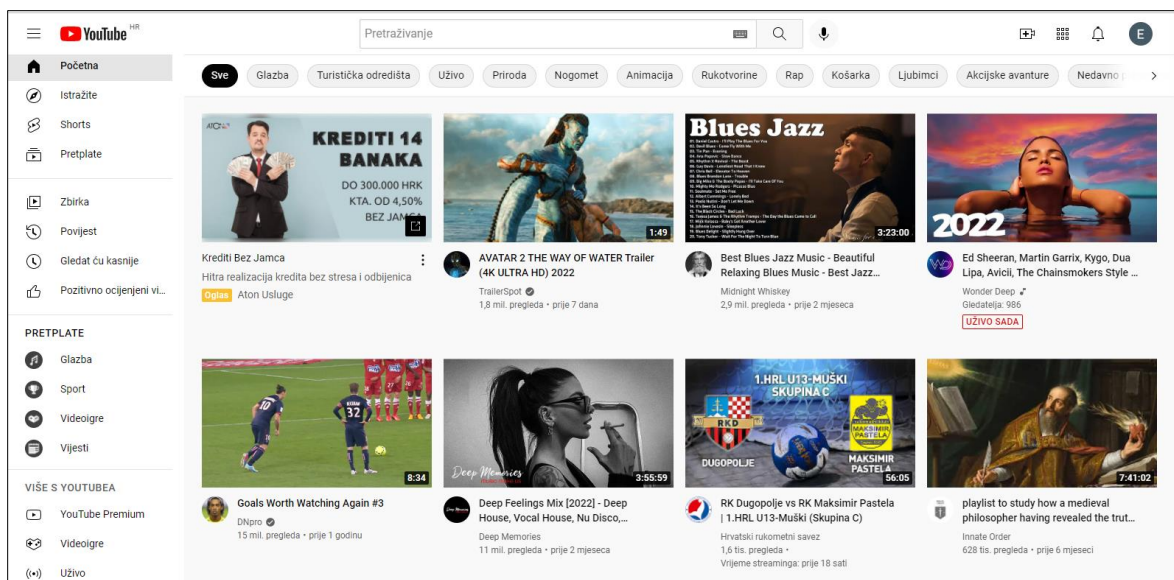 YouTube HR
Pretraživanje
E
Početna
Istražite
Shorts
Pretplate
Zbirka
Povijest
Gledat ću kasnije
Pozitivno ocijenjeni vi...
PRETPLATE
Glazba
Sport
Videoigre
Vijesti
VIŠE S YOUTUBEA
YouTube Premium
Videoigre
Uživo
Sve Glazba Turistička odredišta Uživo Priroda Nogomet Animacija Rukotvorine Rap Košarka Ljubimci Akcijske avanture Nedavno
KREDITI 14
BANAKA
DO 300.000 HRK
KTA. OD 4,50%
BEZ JAMCA
Krediti Bez Jamca
Hitra realizacija kredita bez stresa i odbijenica
Oglas Aton Usluge
1:49
AVATAR 2 THE WAY OF WATER Trailer
(4K ULTRA HD) 2022
TrailerSpot
1,8 mil. pregleda • prije 7 dana
Blues Jazz
3:23:00
Best Blues Jazz Music - Beautiful
Relaxing Blues Music - Best Jazz...
Midnight Whiskey
2,9 mil. pregleda • prije 2 mjeseca
2022
Ed Sheeran, Martin Garrix, Kygo, Dua
Lipa, Avicii, The Chainsmokers Style ...
Wonder Deep
Gledatelja: 986
UŽIVO SADA
10
32
8:34
Goals Worth Watching Again #3
DNpro
15 mil. pregleda • prije 1 godinu
Deep Memories
3:55:59
Deep Feelings Mix [2022] - Deep
House, Vocal House, Nu Disco,...
Deep Memories
11 mil. pregleda • prije 2 mjeseca
1.HRL U13-MUŠKI
SKUPINA C
RKD
DUGOPOLJE
MAKSIMIR
PASTELA
MAKSIMIR
PASTELA
56:05
RK Dugopolje vs RK Maksimir Pastela
| 1.HRL U13-Muški (Skupina C)
Hrvatski rukometni savez
1,6 tis. pregleda •
Vrijeme streaminga: prije 18 sati
7:41:02
playlist to study how a medieval
philosopher having revealed the trut...
Innate Order
628 tis. pregleda • prije 6 mjeseci